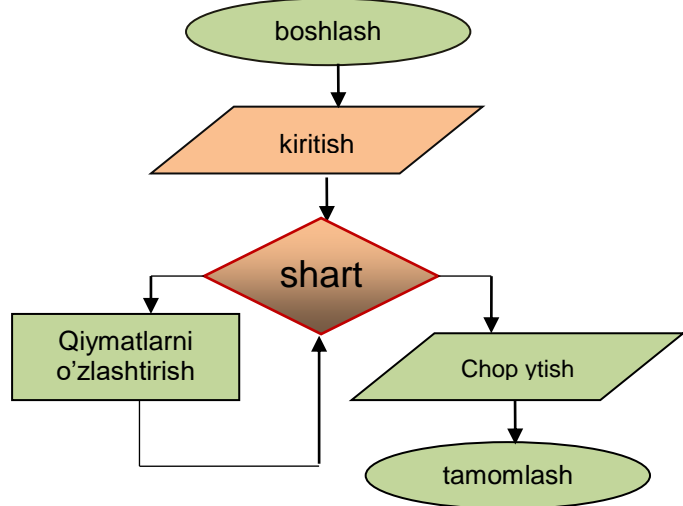 boshlash
kiritish
shart
Qiymatlarni
o’zlashtirish
Chop ytish
tamomlash